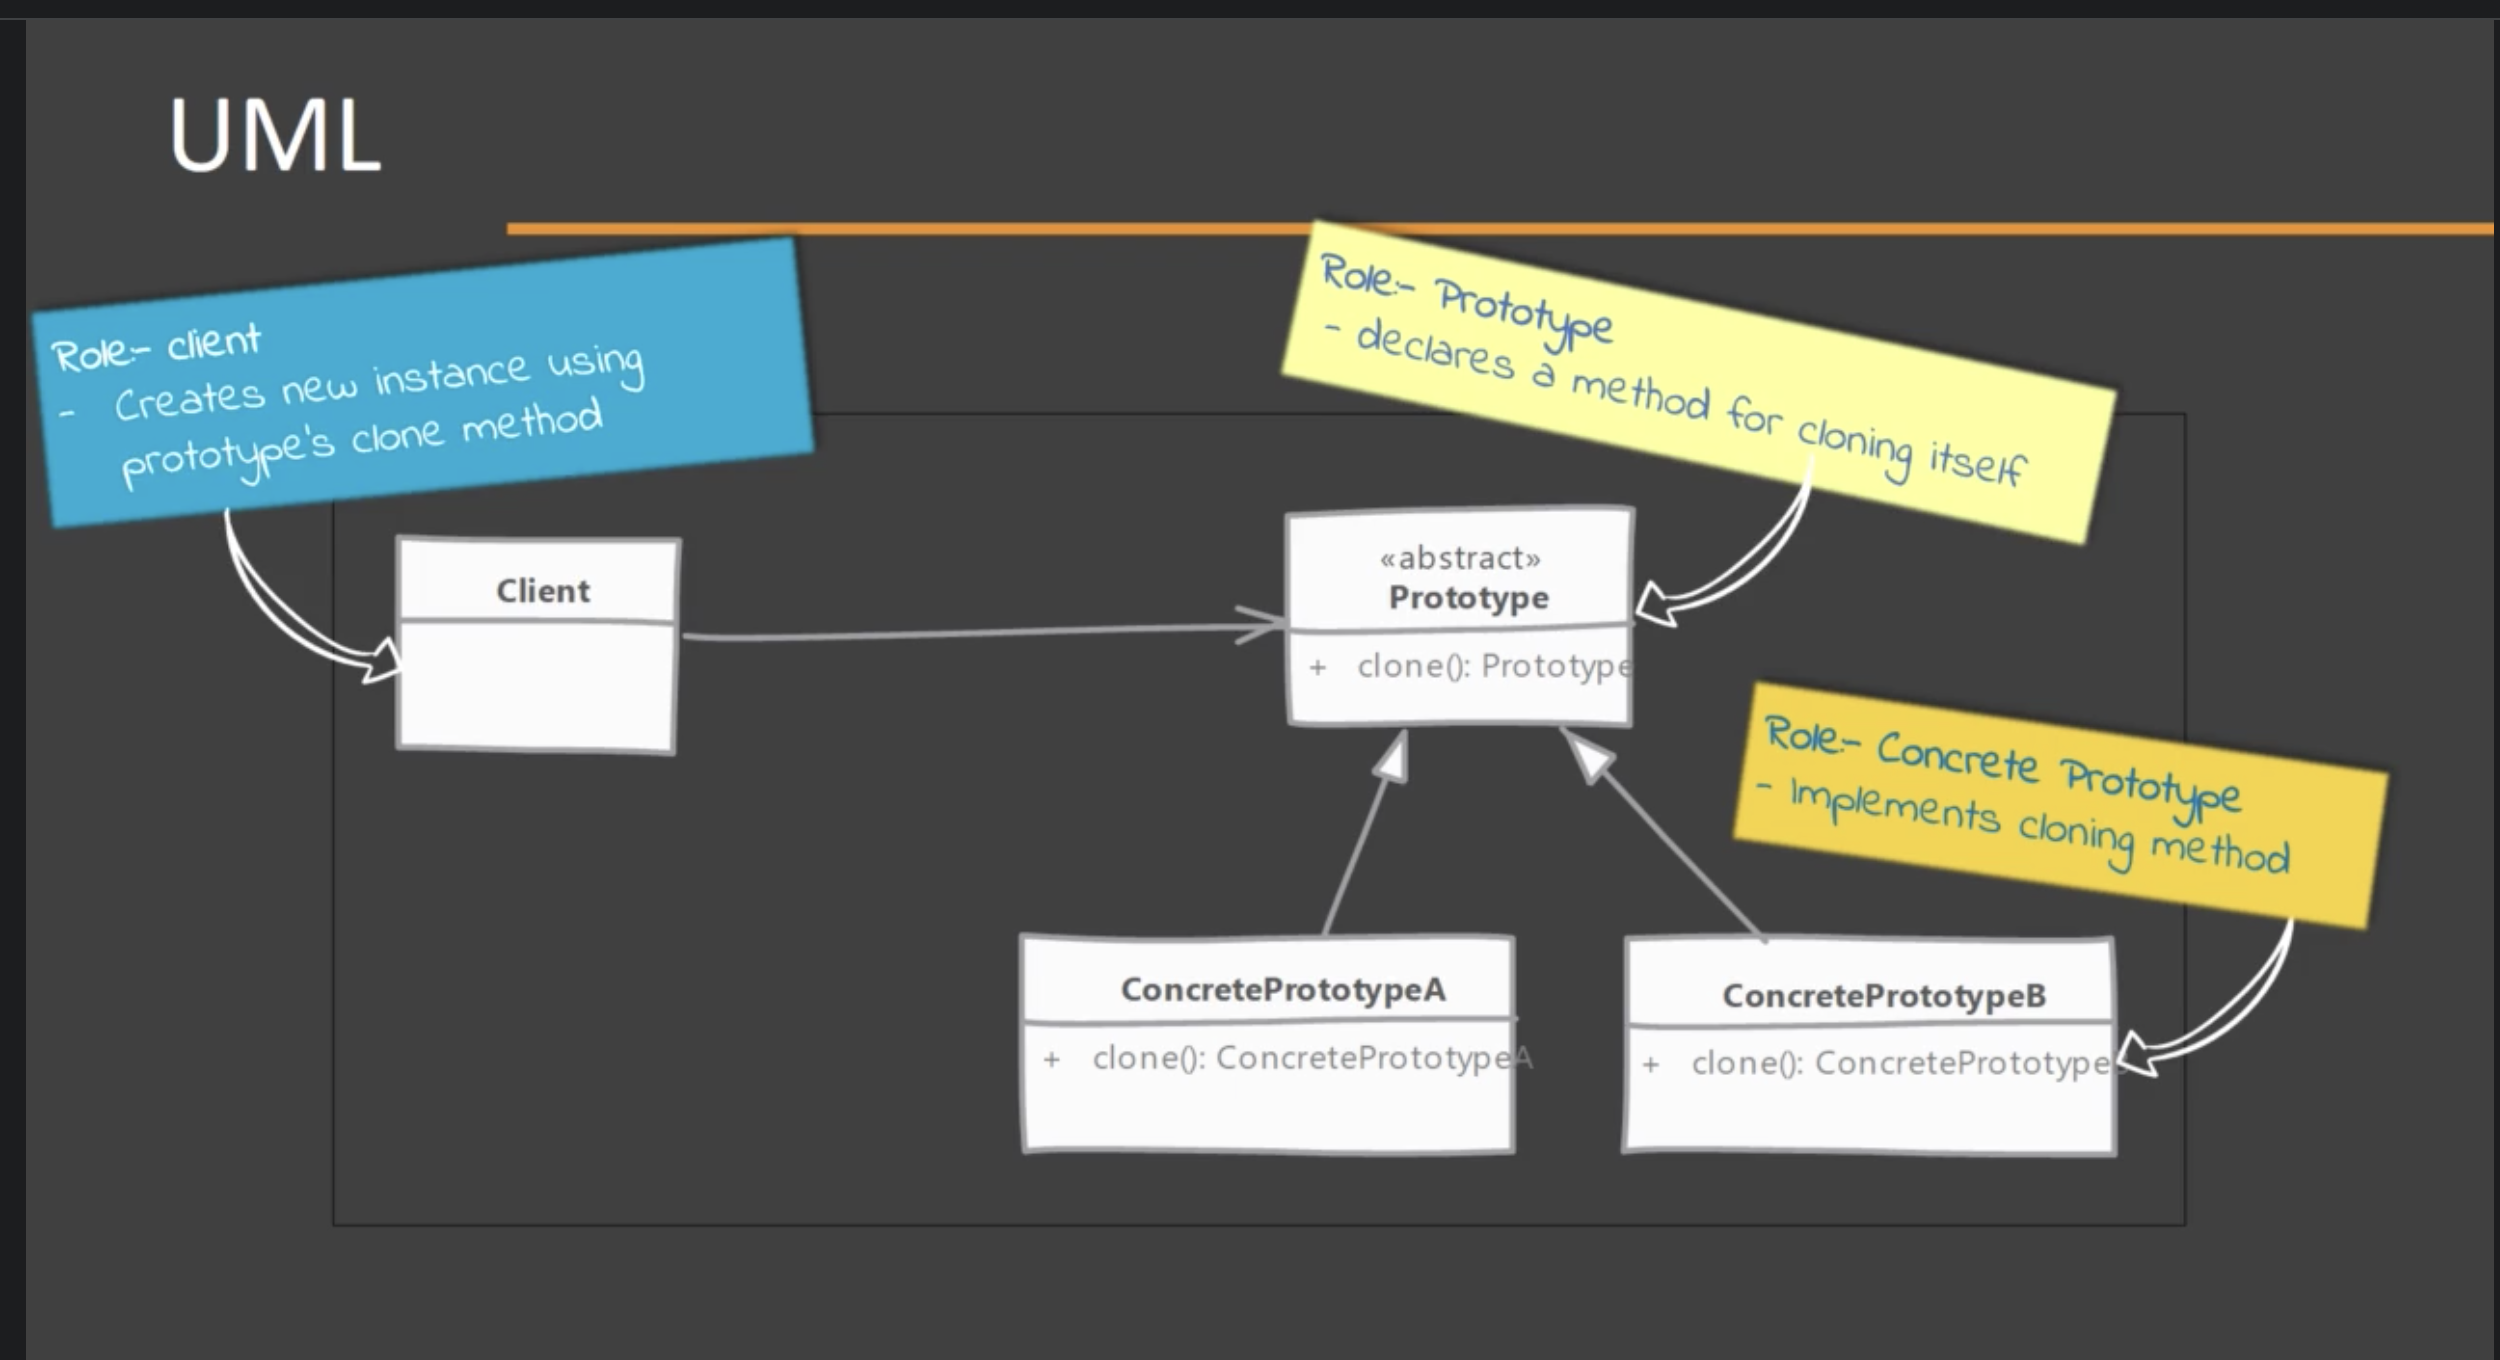 UML
Role:- client
- Creates new instance using
prototype's clone method
Role:- Prototype
- declares a method for cloning itself
Client
«abstract»
Prototype
+ clone(): Prototype
Role:- Concrete Prototype
- Implements cloning method
ConcretePrototypeA
+ clone(): ConcretePrototypeA
ConcretePrototypeB
+ clone(): ConcretePrototype